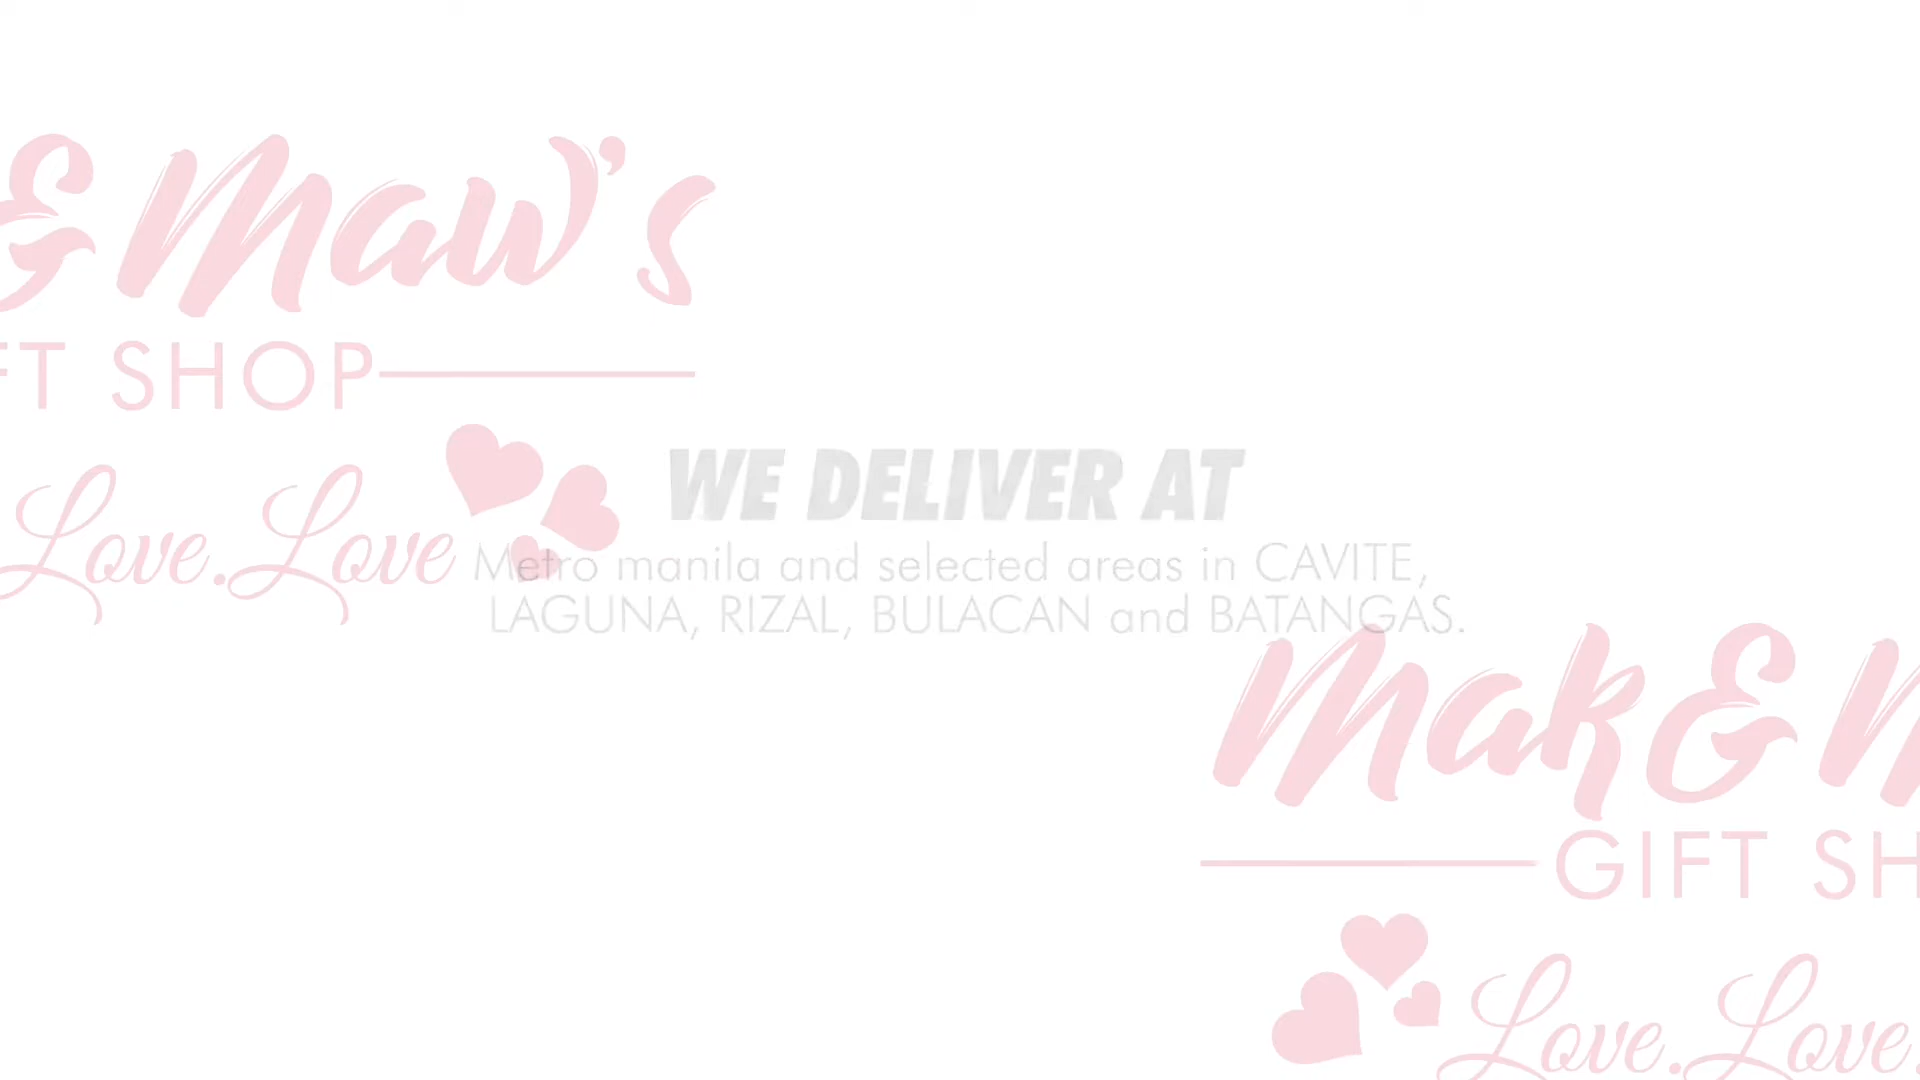 & Maw's
FT SHOP
Love.Love
WE DELIVER AT
Metro manila and selected areas in CAVITE,
LAGUNA, RIZAL, BULACAN and BATANGAS.
Mak & M
GIFT SH
Love.Love.